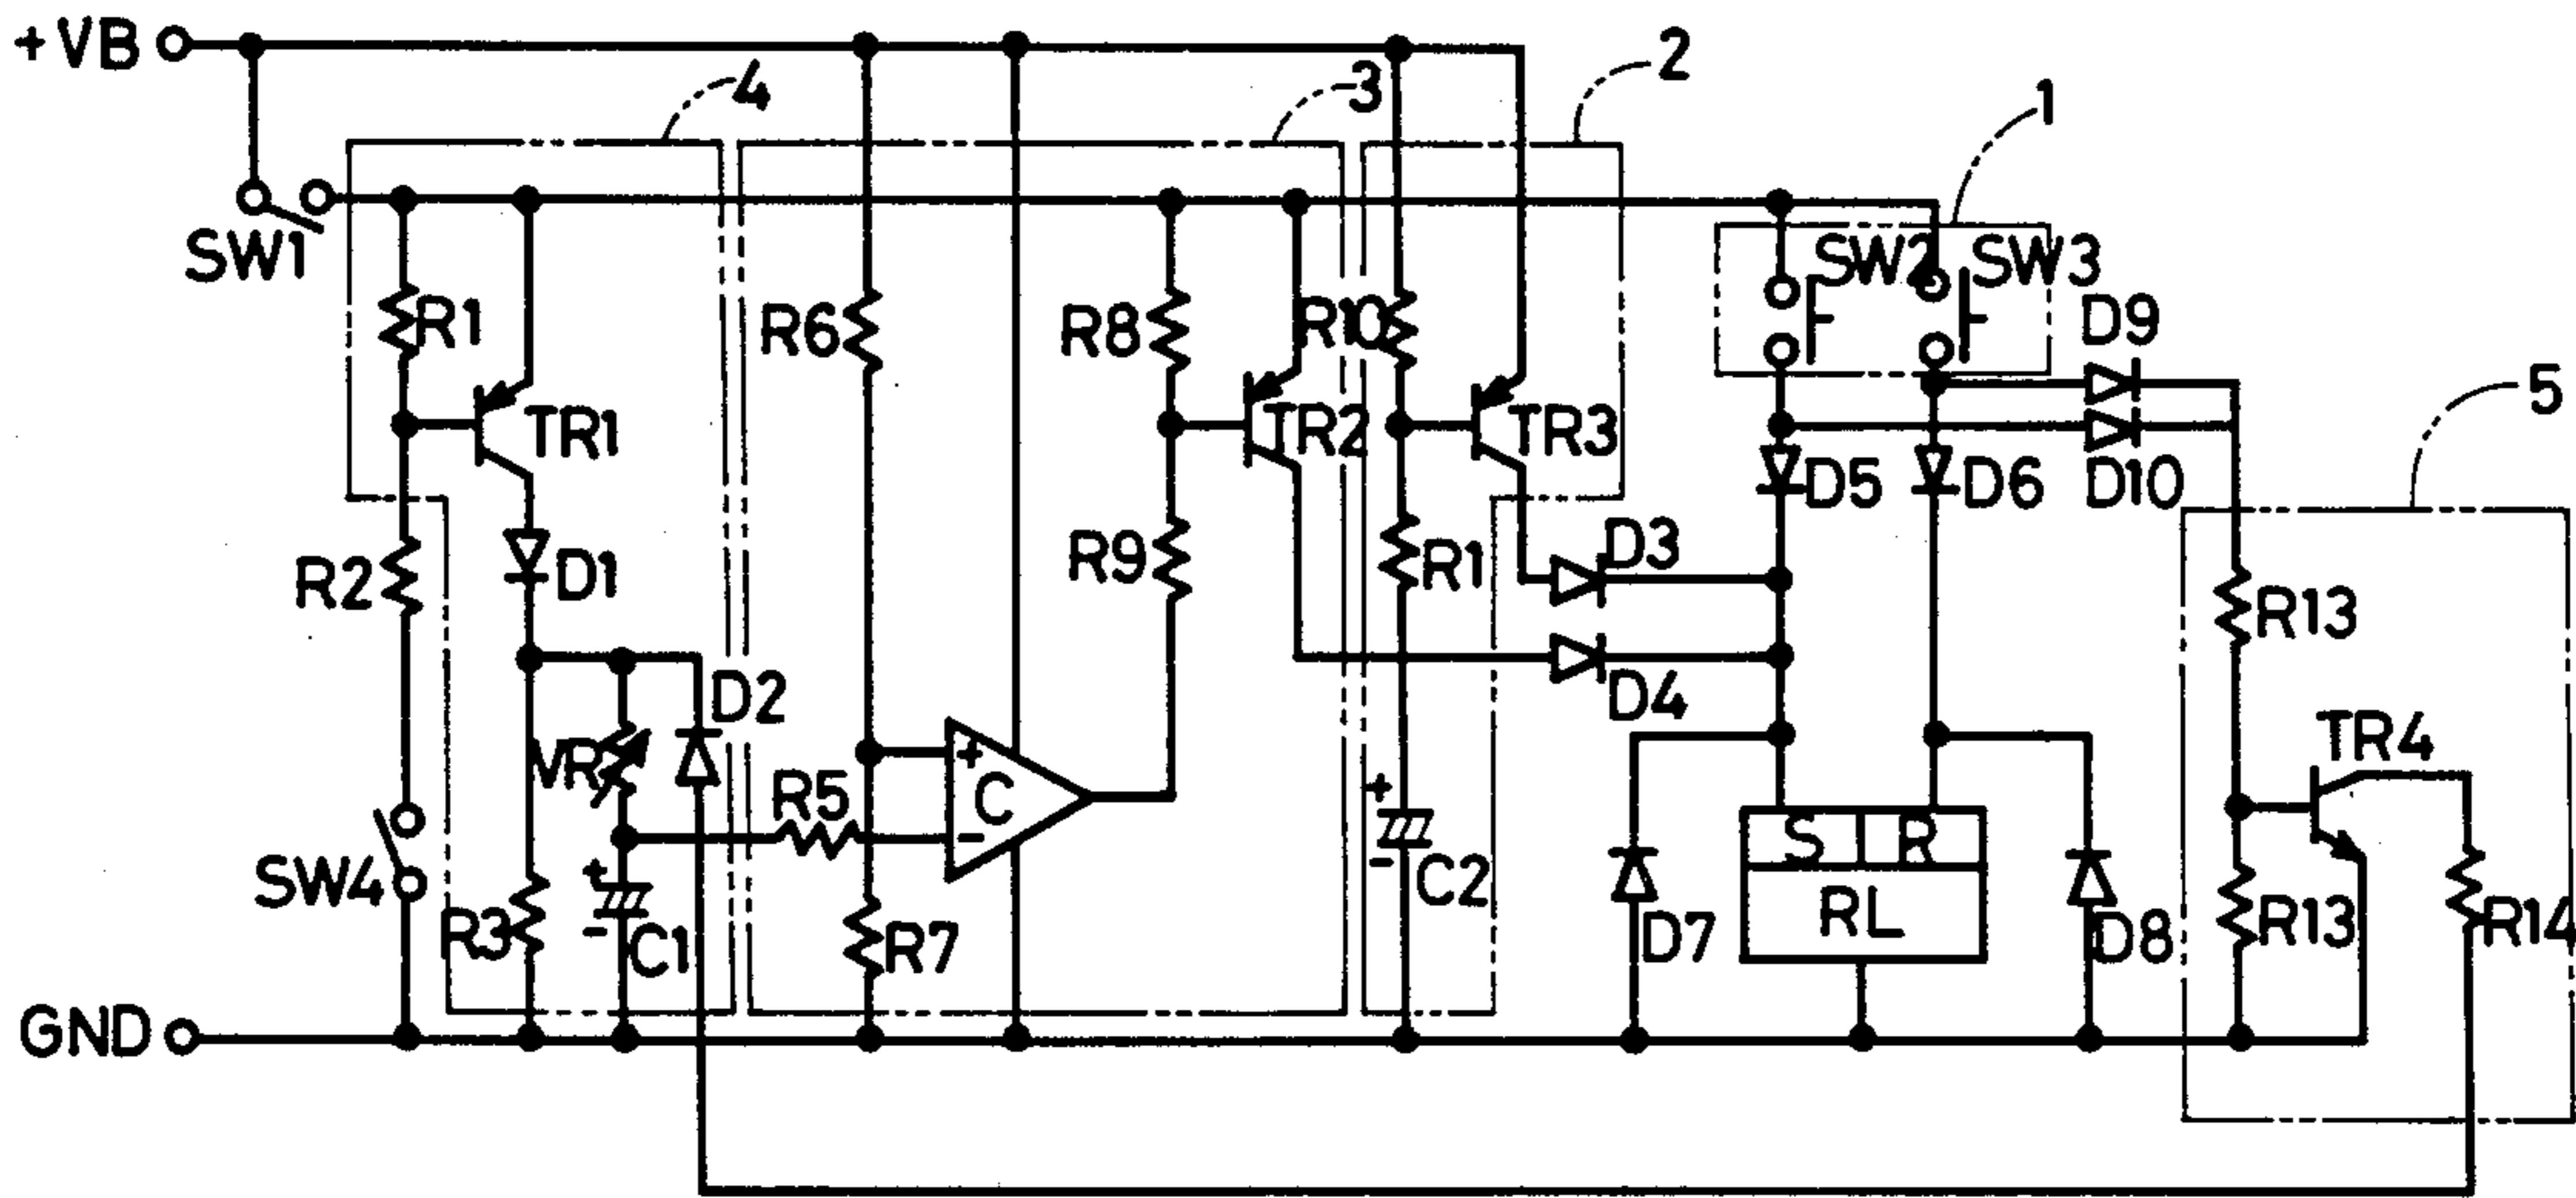 +VB
4
3
2
1
SW1
SW2
SW3
R1
R6
R8
R10
D9
TR1
TR2
TR3
D5
D6
D10
5
R2
D1
R9
R1
D3
R13
D2
D4
VR
R5
+
C
-
+
TR4
SW4
R3
+
-
C1
R7
-
C2
D7
S
R
RL
D8
R13
R14
GND